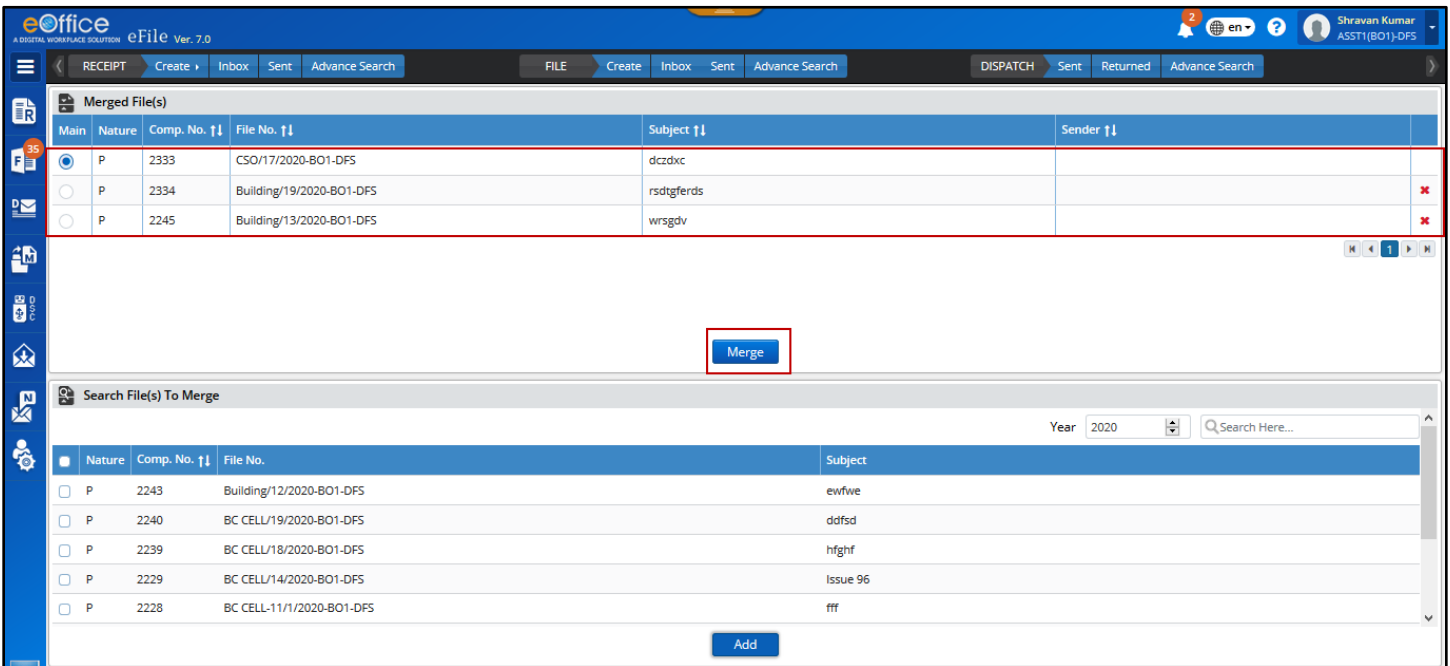 eOffice
A DIGITAL WORKPLACE SOLUTION eFile Ver. 7.0
2 en ? Shravan Kumar
ASST1(BO1)-DFS
RECEIPT Create Inbox Sent Advance Search FILE Create Inbox Sent Advance Search DISPATCH Sent Returned Advance Search
R
Merged File(s)
Main Nature Comp. No. File No. Subject Sender
35
F
P 2333 CSO/17/2020-BO1-DFS dczdxc
P 2334 Building/19/2020-BO1-DFS rsdtgferds
D
P 2245 Building/13/2020-BO1-DFS wrsgdv
M
1
DSC
Merge
N
Search File(s) To Merge
Year 2020 Search Here...
Nature Comp. No. File No. Subject
P 2243 Building/12/2020-BO1-DFS ewfwe
P 2240 BC CELL/19/2020-BO1-DFS ddfsd
P 2239 BC CELL/18/2020-BO1-DFS hfghf
P 2229 BC CELL/14/2020-BO1-DFS Issue 96
P 2228 BC CELL-11/1/2020-BO1-DFS fff
Add